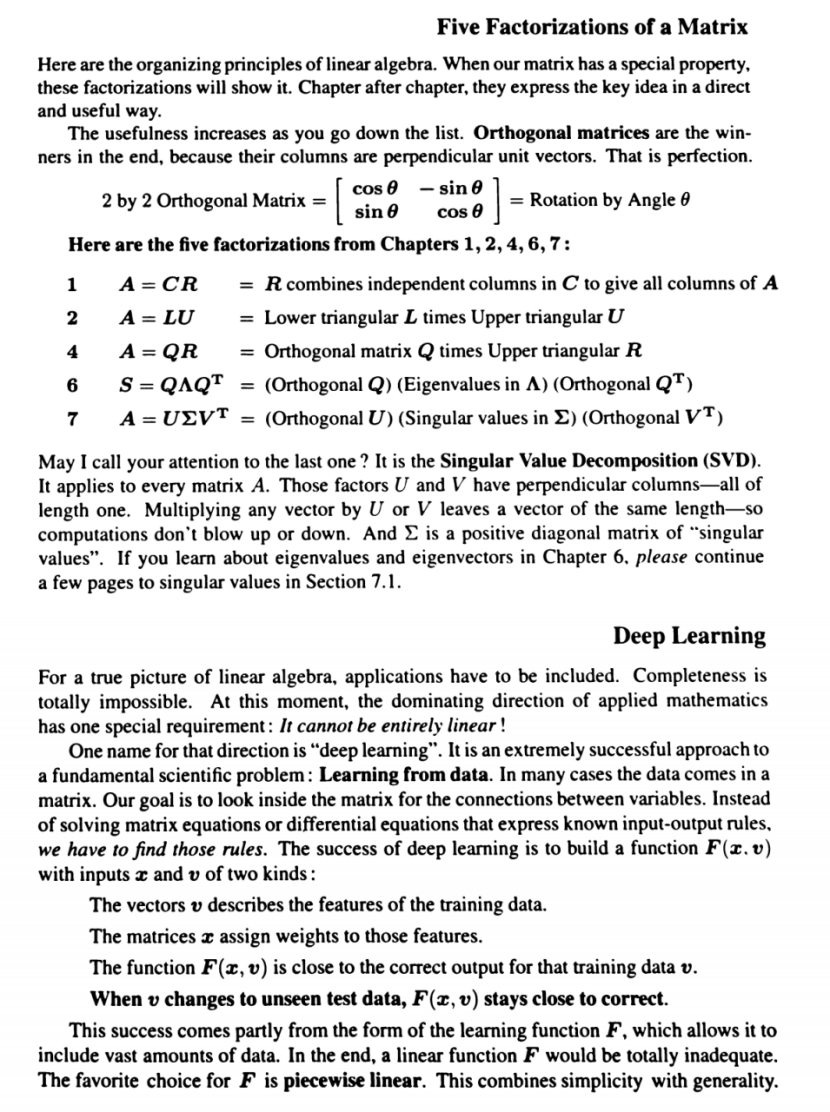 Five Factorizations of a Matrix
Here are the organizing principles of linear algebra. When our matrix has a special property,
these factorizations will show it. Chapter after chapter, they express the key idea in a direct
and useful way.
The usefulness increases as you go down the list. Orthogonal matrices are the win-
ners in the end, because their columns are perpendicular unit vectors. That is perfection.
2 by 2 Orthogonal Matrix = [ cos θ − sin θ
sin θ cos θ ] = Rotation by Angle θ
Here are the five factorizations from Chapters 1, 2, 4, 6, 7:
1 A = CR = R combines independent columns in C to give all columns of A
2 A = LU = Lower triangular L times Upper triangular U
4 A = QR = Orthogonal matrix Q times Upper triangular R
6 S = QΛQᵀ = (Orthogonal Q) (Eigenvalues in Λ) (Orthogonal Qᵀ)
7 A = UΣVᵀ = (Orthogonal U) (Singular values in Σ) (Orthogonal Vᵀ)
May I call your attention to the last one? It is the Singular Value Decomposition (SVD).
It applies to every matrix A. Those factors U and V have perpendicular columns—all of
length one. Multiplying any vector by U or V leaves a vector of the same length—so
computations don't blow up or down. And Σ is a positive diagonal matrix of "singular
values". If you learn about eigenvalues and eigenvectors in Chapter 6, please continue
a few pages to singular values in Section 7.1.
Deep Learning
For a true picture of linear algebra, applications have to be included. Completeness is
totally impossible. At this moment, the dominating direction of applied mathematics
has one special requirement: It cannot be entirely linear!
One name for that direction is "deep learning". It is an extremely successful approach to
a fundamental scientific problem: Learning from data. In many cases the data comes in a
matrix. Our goal is to look inside the matrix for the connections between variables. Instead
of solving matrix equations or differential equations that express known input-output rules,
we have to find those rules. The success of deep learning is to build a function F(x, v)
with inputs x and v of two kinds:
The vectors v describes the features of the training data.
The matrices x assign weights to those features.
The function F(x, v) is close to the correct output for that training data v.
When v changes to unseen test data, F(x, v) stays close to correct.
This success comes partly from the form of the learning function F, which allows it to
include vast amounts of data. In the end, a linear function F would be totally inadequate.
The favorite choice for F is piecewise linear. This combines simplicity with generality.